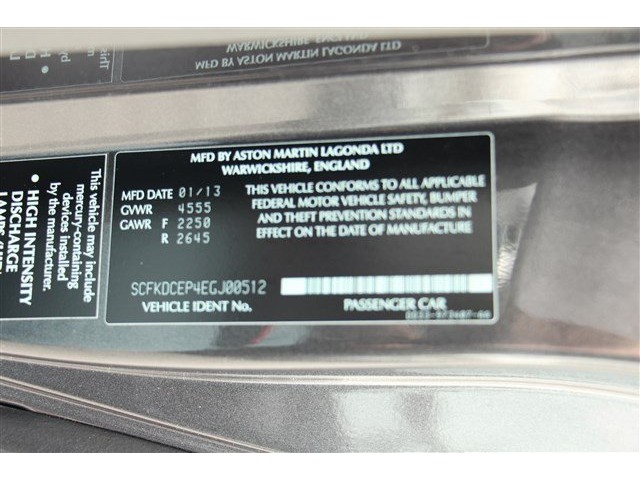 MFD BY ASTON MARTIN LAGONDA LTD
WARWICKSHIRE, ENGLAND
MFD BY ASTON MARTIN LAGONDA LTD
WARWICKSHIRE, ENGLAND
MFD DATE 01/13
GVWR 4555
GAWR F 2250
R 2645
THIS VEHICLE CONFORMS TO ALL APPLICABLE
FEDERAL MOTOR VEHICLE SAFETY, BUMPER
AND THEFT PREVENTION STANDARDS IN
EFFECT ON THE DATE OF MANUFACTURE
SCFKDCEP4EGJ00512
VEHICLE IDENT No.
PASSENGER CAR
This vehicle may include
mercury-containing
devices installed
by the manufacturer.
• HIGH INTENSITY
DISCHARGE